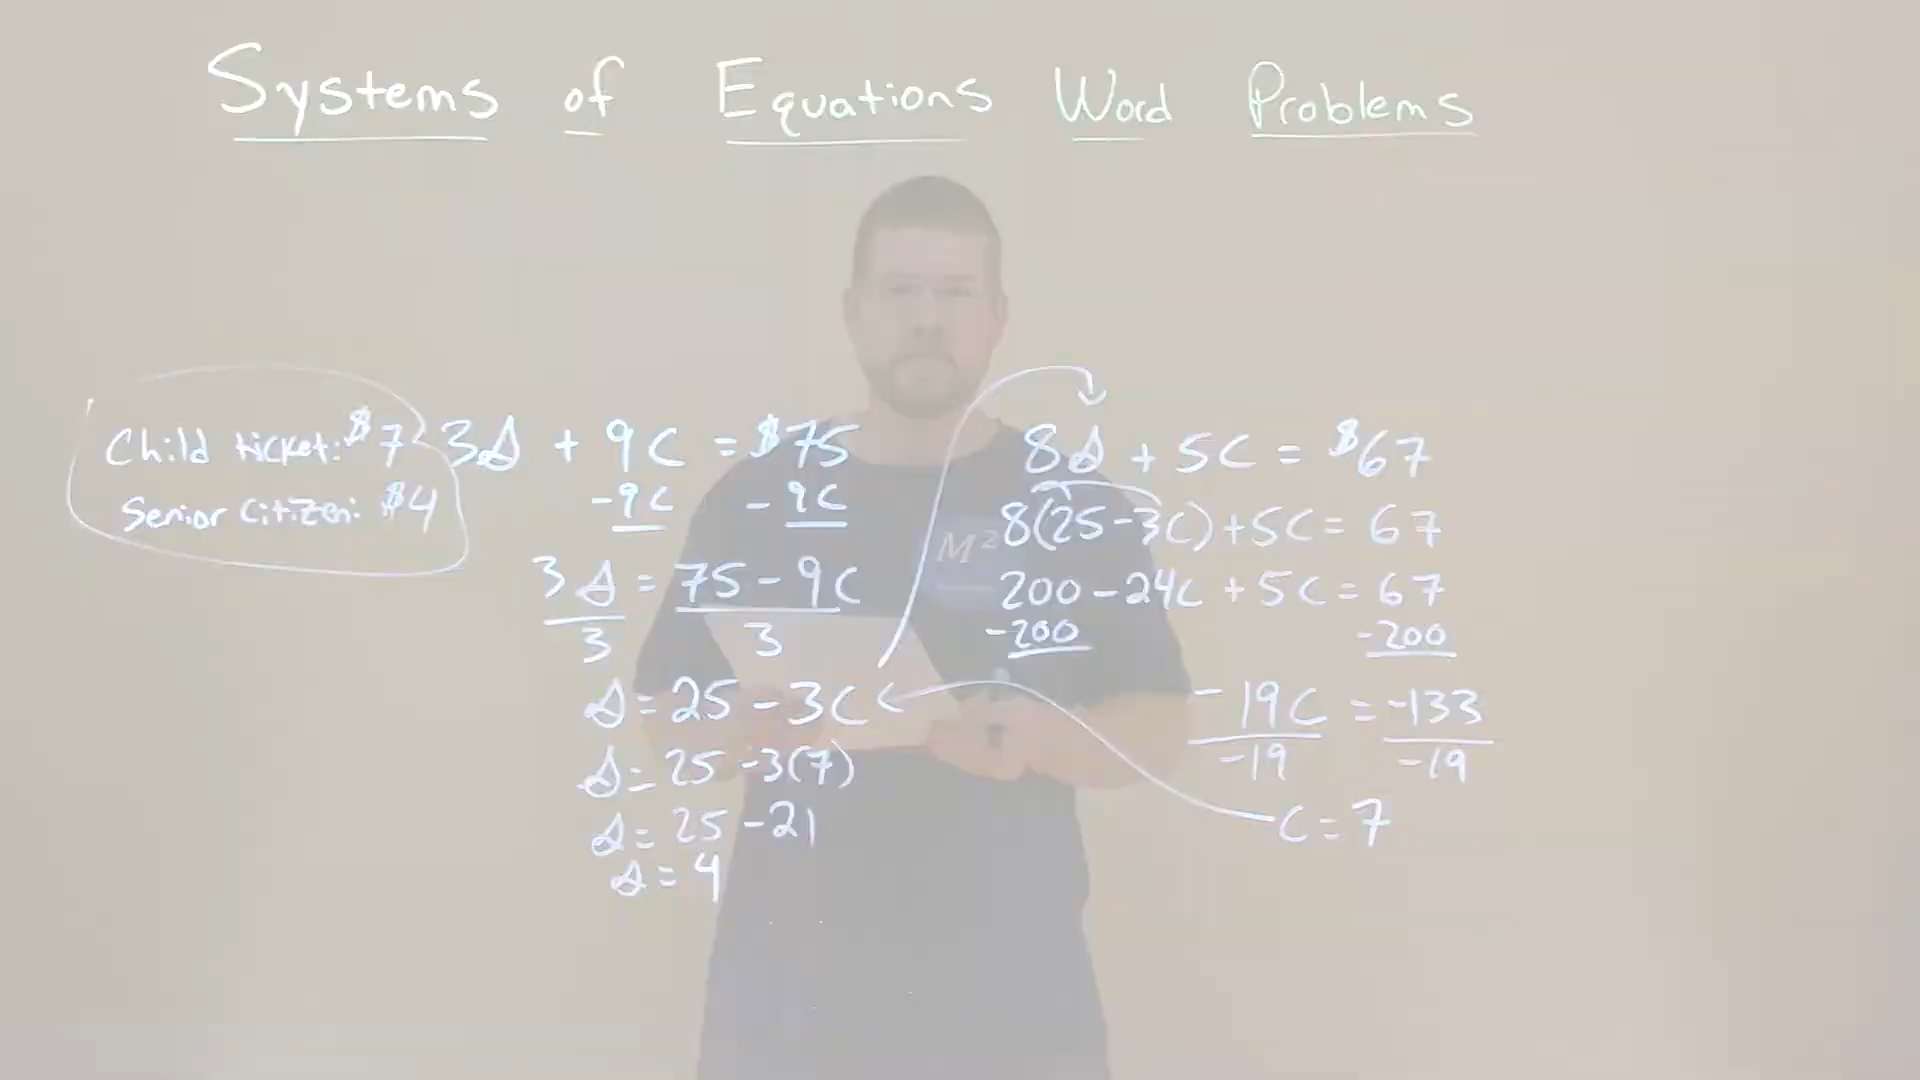 Systems of Equations Word Problems
Child ticket: $7
Senior Citizen: $4
3s + 9c = $75
-9c - 9c
3s = 75 - 9c
3 3
s = 25 - 3c
s = 25 - 3(7)
s = 25 - 21
s = 4
8s + 5c = $67
8(25-3c) + 5c = 67
200 - 24c + 5c = 67
-200 -200
-19c = -133
-19 -19
c = 7
M²